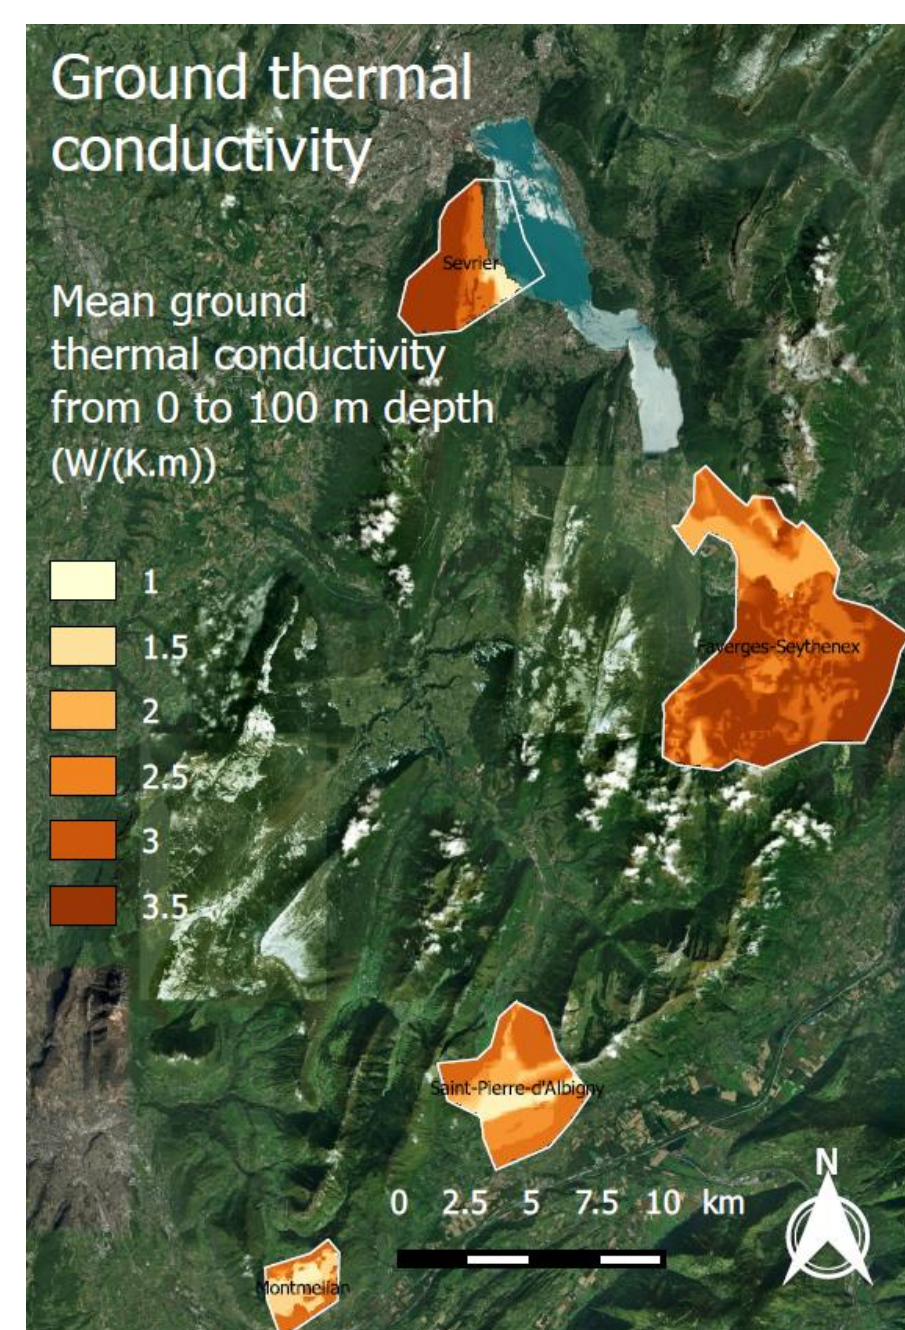 Ground thermal
conductivity
Sevrier
Mean ground
thermal conductivity
from 0 to 100 m depth
(W/(K.m))
1
1.5
2
2.5
3
3.5
Faverges-Seythenex
Saint-Pierre-d'Albigny
N
0 2.5 5 7.5 10 km
Montmelian